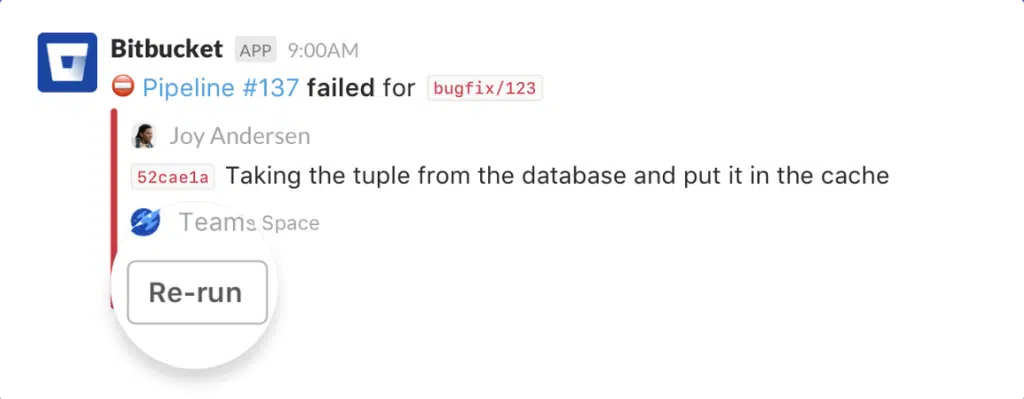 Bitbucket APP 9:00AM
Pipeline #137 failed for bugfix/123
Joy Andersen
52cae1a Taking the tuple from the database and put it in the cache
Teams Space
Re-run